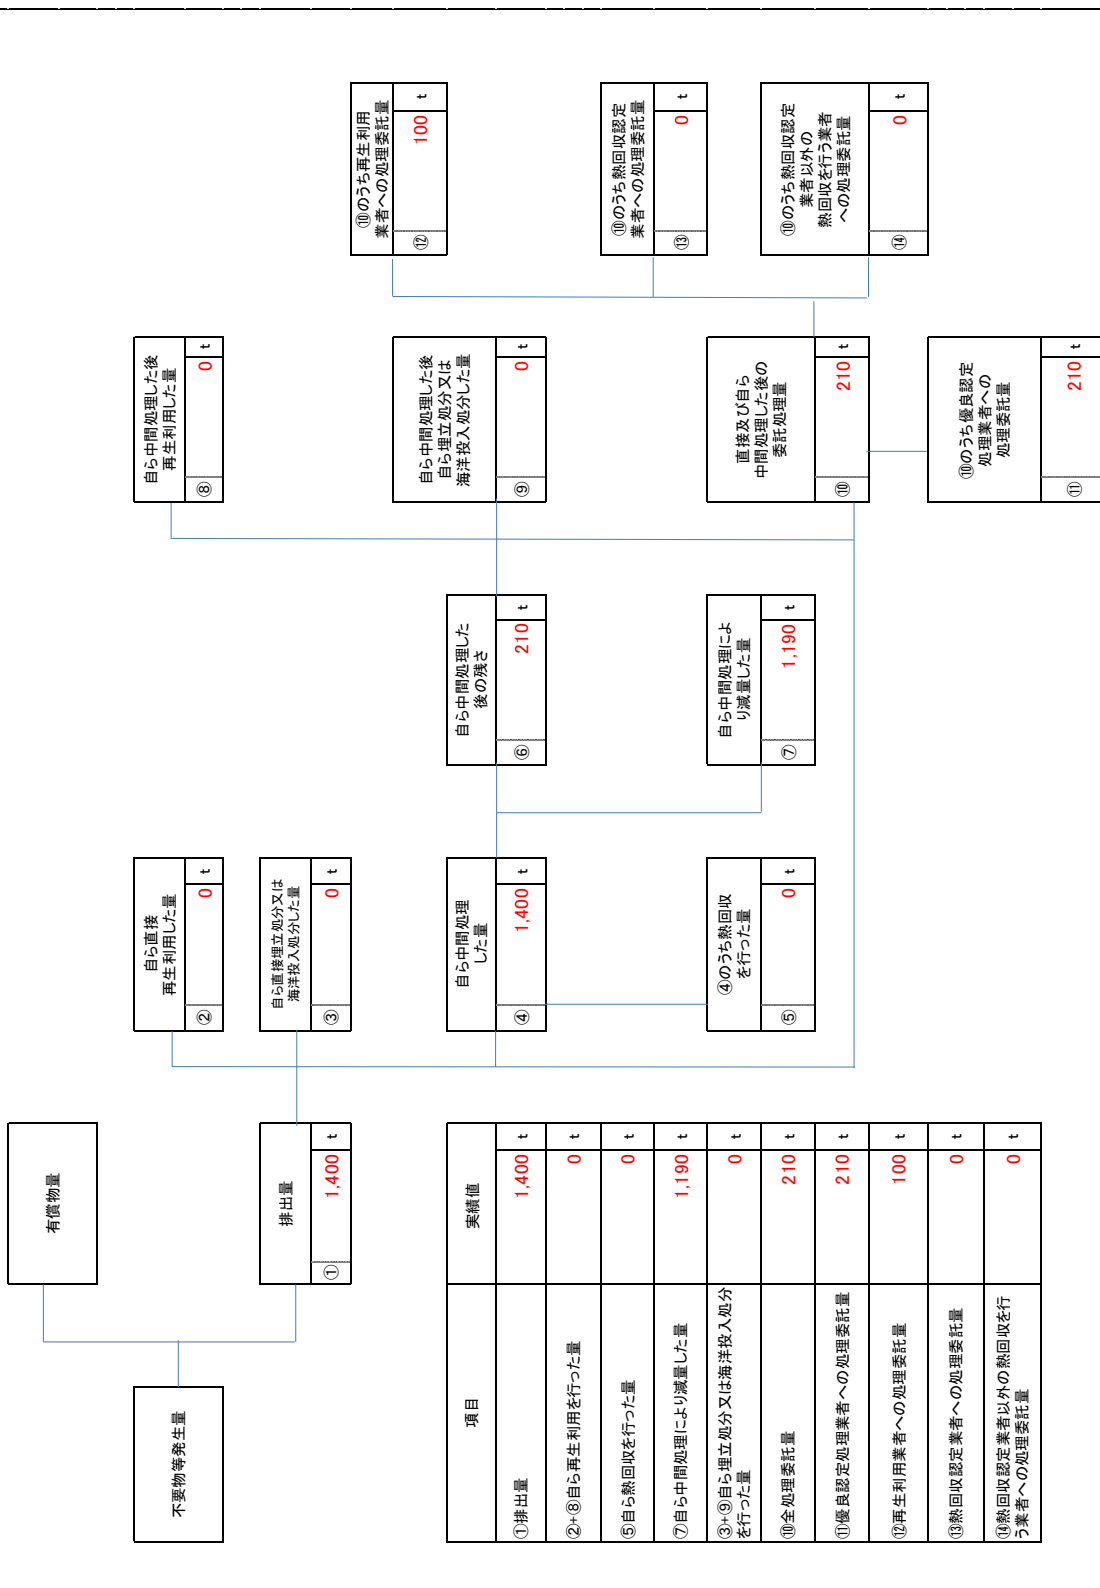 不要物等発生量
有償物量
排出量
① 1,400 t
自ら直接
再生利用した量
② 0 t
自ら直接埋立処分又は
海洋投入処分した量
③ 0 t
自ら中間処理
した量
④ 1,400 t
④のうち熱回収
を行った量
⑤ 0 t
自ら中間処理した
後の残さ
⑥ 210 t
自ら中間処理によ
り減量した量
⑦ 1,190 t
自ら中間処理した後
再生利用した量
⑧ 0 t
自ら中間処理した後
自ら埋立処分又は
海洋投入処分した量
⑨ 0 t
直接及び自ら
中間処理した後の
委託処理量
⑩ 210 t
⑩のうち優良認定
処理業者への
処理委託量
⑪ 210 t
⑩のうち再生利用
業者への処理委託量
⑫ 100 t
⑩のうち熱回収認定
業者への処理委託量
⑬ 0 t
⑩のうち熱回収認定
業者以外の
熱回収を行う業者
への処理委託量
⑭ 0 t
項目 実績値
①排出量 1,400 t
②+⑧自ら再生利用を行った量 0 t
⑤自ら熱回収を行った量 0 t
⑦自ら中間処理により減量した量 1,190 t
③+⑨自ら埋立処分又は海洋投入処分
を行った量 0 t
⑩全処理委託量 210 t
⑪優良認定処理業者への処理委託量 210 t
⑫再生利用業者への処理委託量 100 t
⑬熱回収認定業者への処理委託量 0 t
⑭熱回収認定業者以外の熱回収を行
う業者への処理委託量 0 t